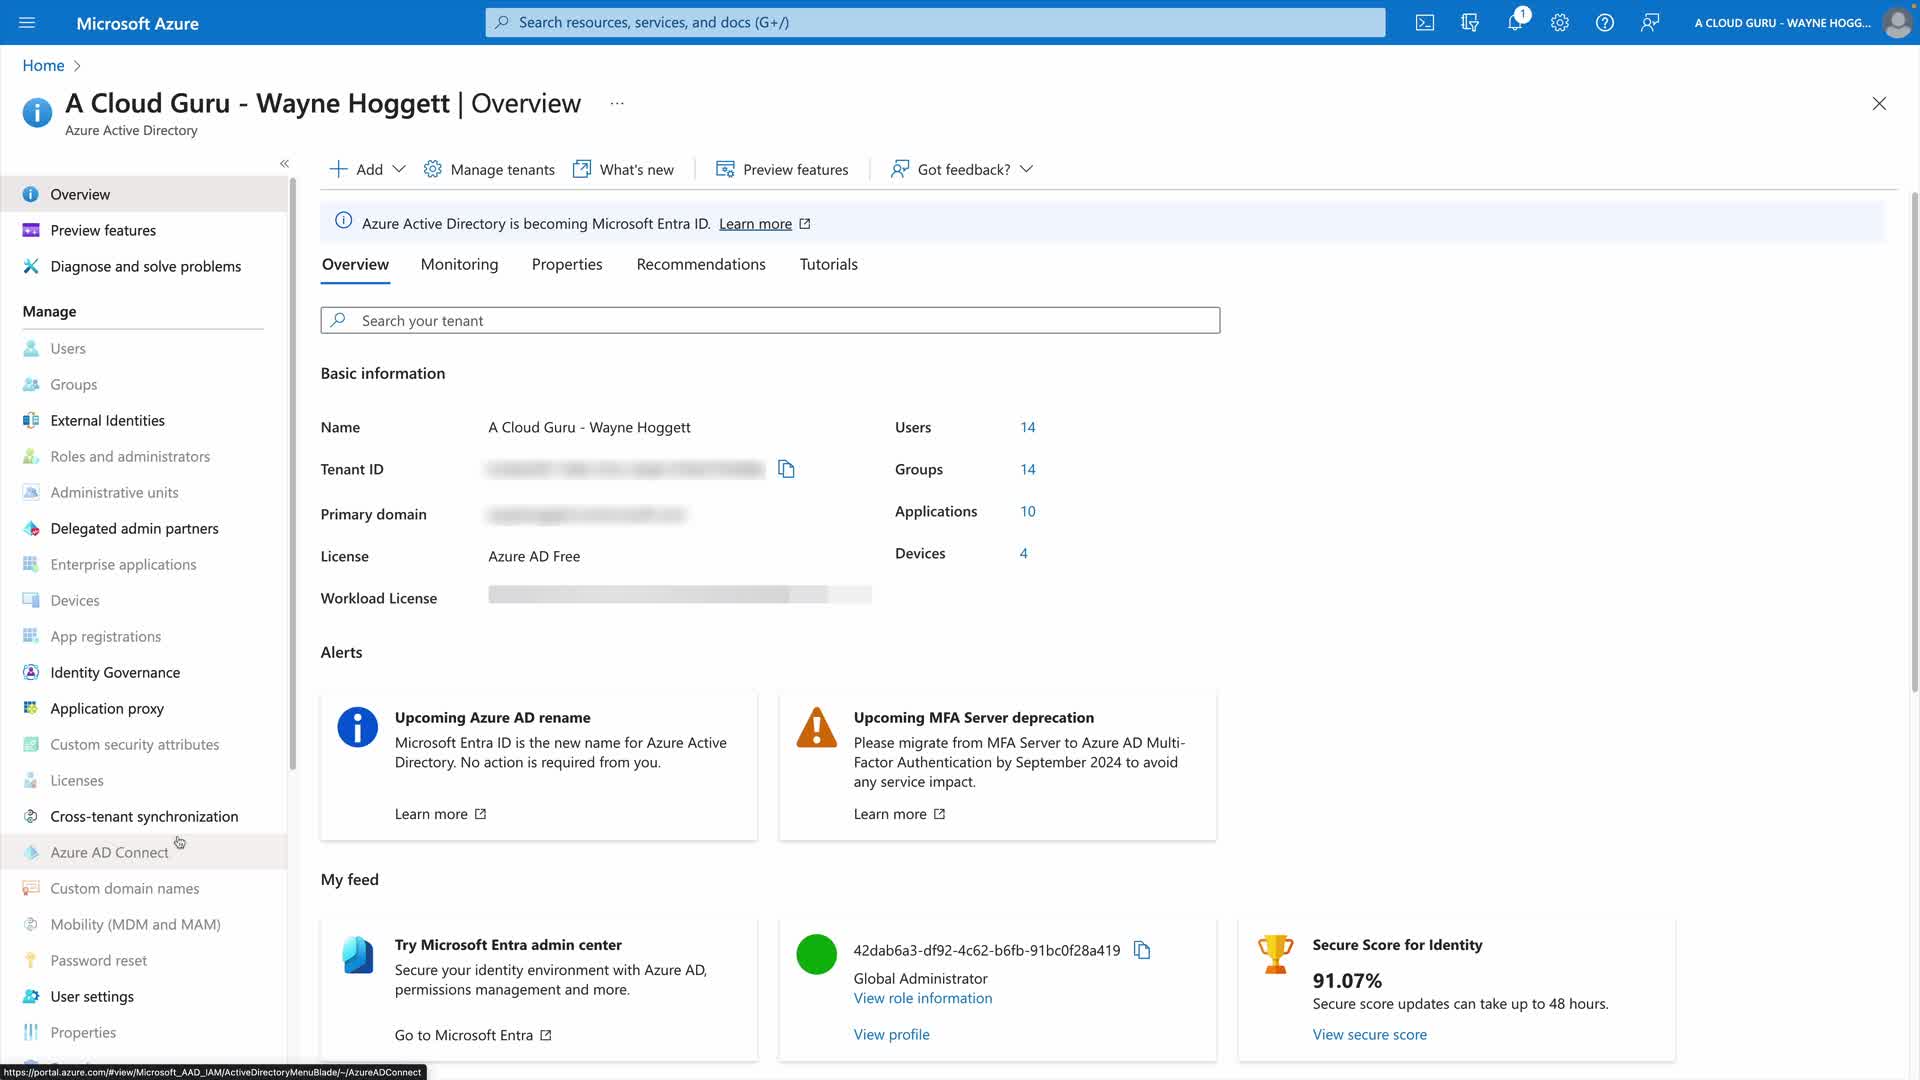 Microsoft Azure
Search resources, services, and docs (G+/)
1
A CLOUD GURU - WAYNE HOGG...
Home
A Cloud Guru - Wayne Hoggett | Overview ...
Azure Active Directory
Overview
Preview features
Diagnose and solve problems
Manage
Users
Groups
External Identities
Roles and administrators
Administrative units
Delegated admin partners
Enterprise applications
Devices
App registrations
Identity Governance
Application proxy
Custom security attributes
Licenses
Cross-tenant synchronization
Azure AD Connect
Custom domain names
Mobility (MDM and MAM)
Password reset
User settings
Properties
https://portal.azure.com/#view/Microsoft_AAD_IAM/ActiveDirectoryMenuBlade/~/AzureADConnect
Add
Manage tenants
What's new
Preview features
Got feedback?
Azure Active Directory is becoming Microsoft Entra ID. Learn more
Overview
Monitoring
Properties
Recommendations
Tutorials
Search your tenant
Basic information
Name
A Cloud Guru - Wayne Hoggett
Tenant ID
Primary domain
License
Azure AD Free
Workload License
Users
14
Groups
14
Applications
10
Devices
4
Alerts
Upcoming Azure AD rename
Microsoft Entra ID is the new name for Azure Active
Directory. No action is required from you.
Learn more
Upcoming MFA Server deprecation
Please migrate from MFA Server to Azure AD Multi-
Factor Authentication by September 2024 to avoid
any service impact.
Learn more
My feed
Try Microsoft Entra admin center
Secure your identity environment with Azure AD,
permissions management and more.
Go to Microsoft Entra
42dab6a3-df92-4c62-b6fb-91bc0f28a419
Global Administrator
View role information
View profile
Secure Score for Identity
91.07%
Secure score updates can take up to 48 hours.
View secure score